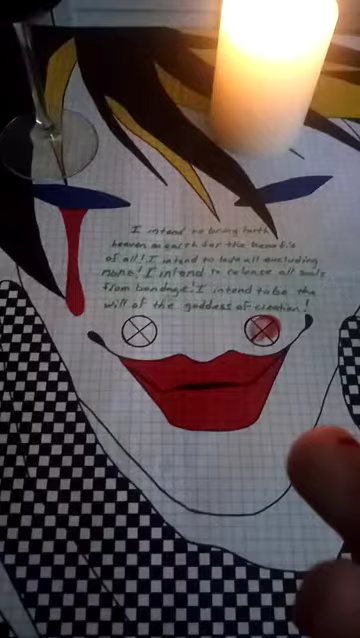 I intend to bring forth
heaven on earth for the benefit
of all! I intend to love all excluding
none! I intend to release all souls
from bondage! I intend to be the
will of the goddess of creation!